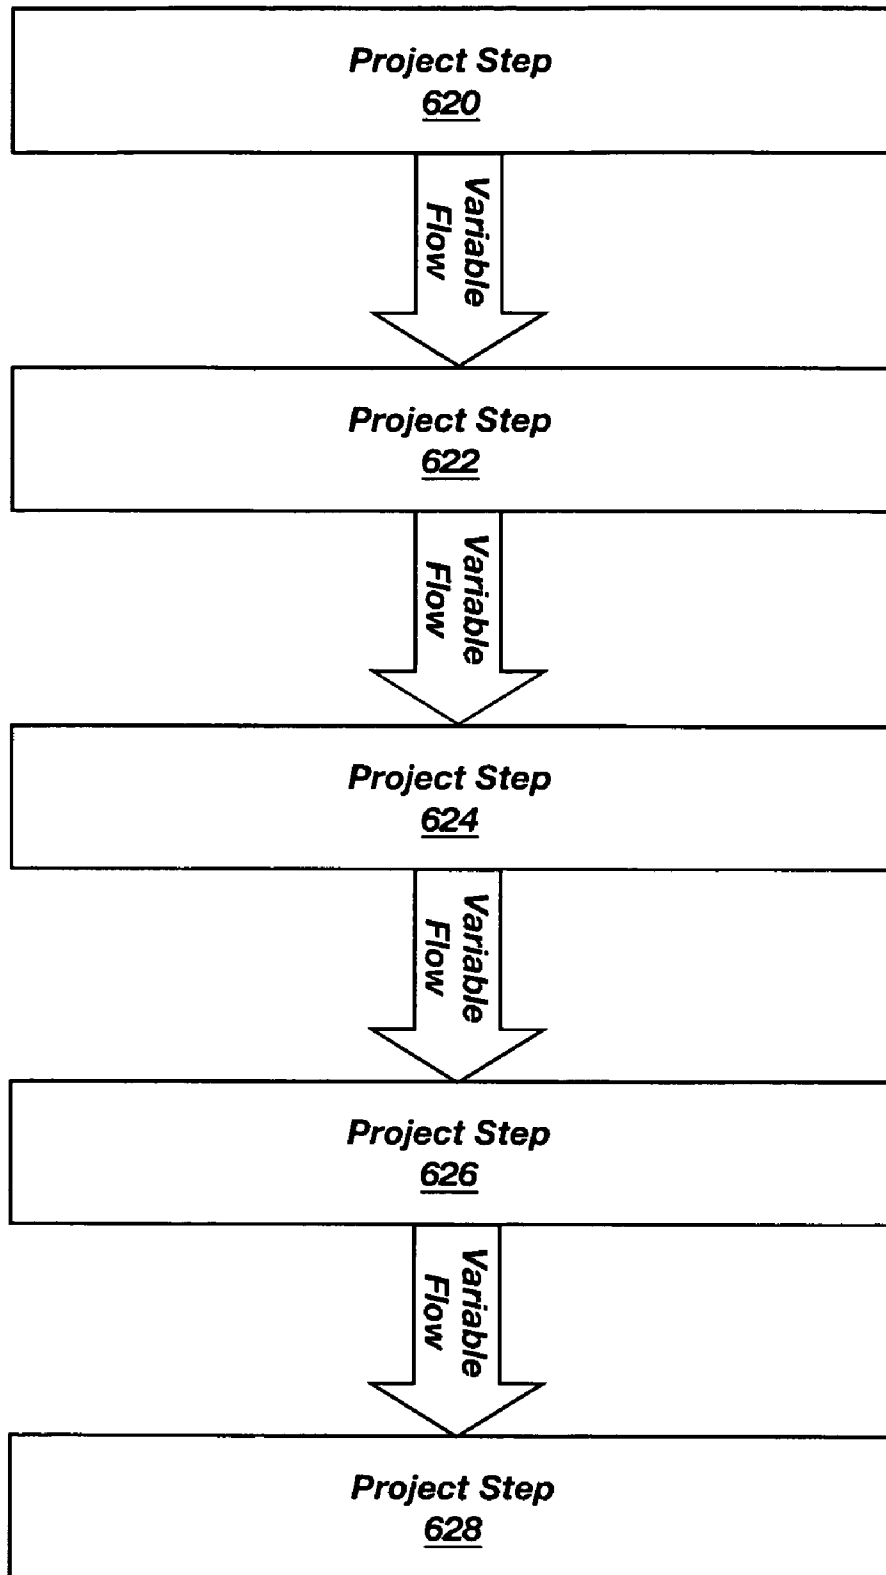 Project Step
620
Variable
Flow
Project Step
622
Variable
Flow
Project Step
624
Variable
Flow
Project Step
626
Variable
Flow
Project Step
628